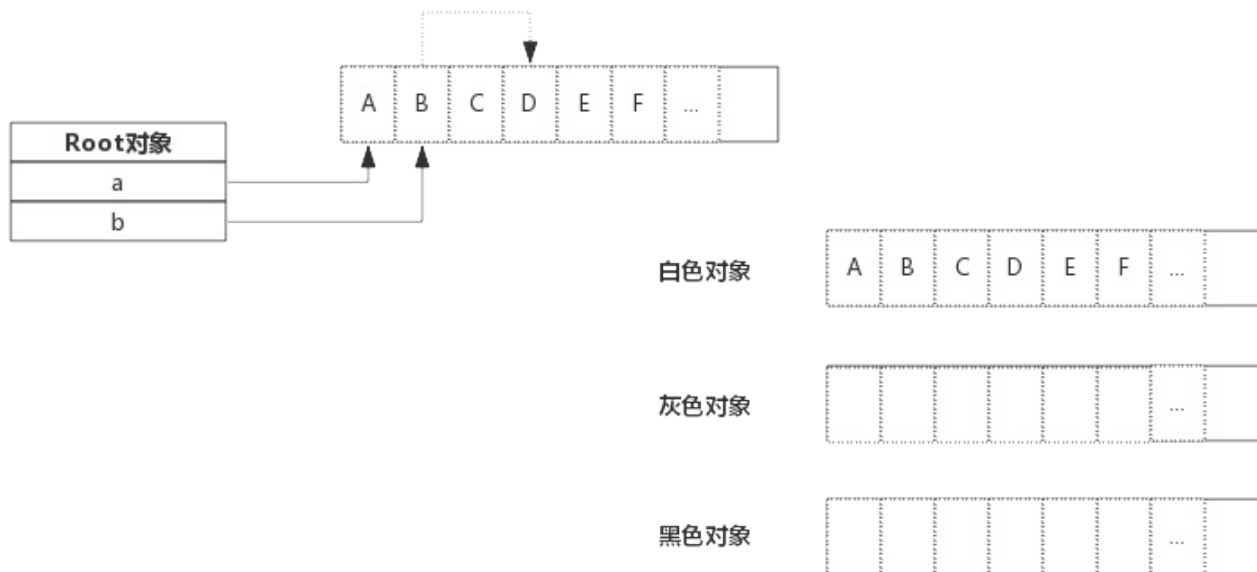 A B C D E F ...
Root对象
a
b
白色对象 A B C D E F ...
灰色对象 ...
黑色对象 ...